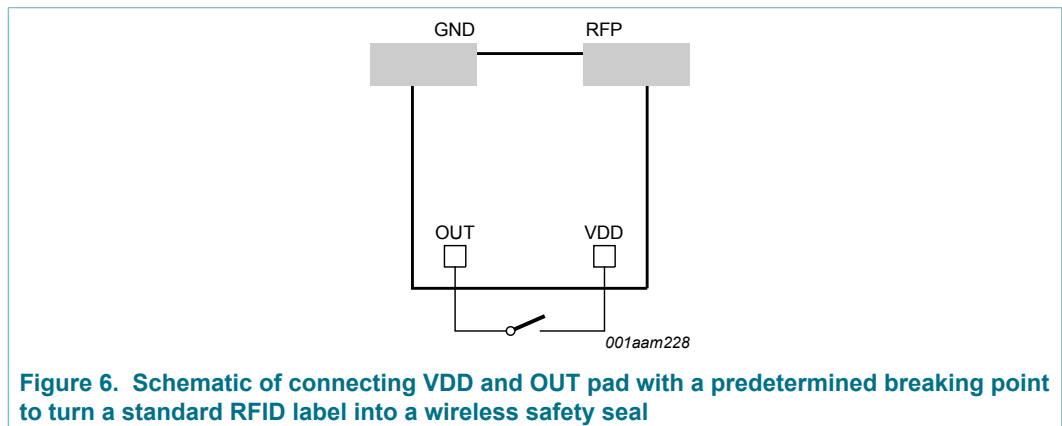 GND RFP
OUT VDD
001aam228
Figure 6. Schematic of connecting VDD and OUT pad with a predetermined breaking point
to turn a standard RFID label into a wireless safety seal